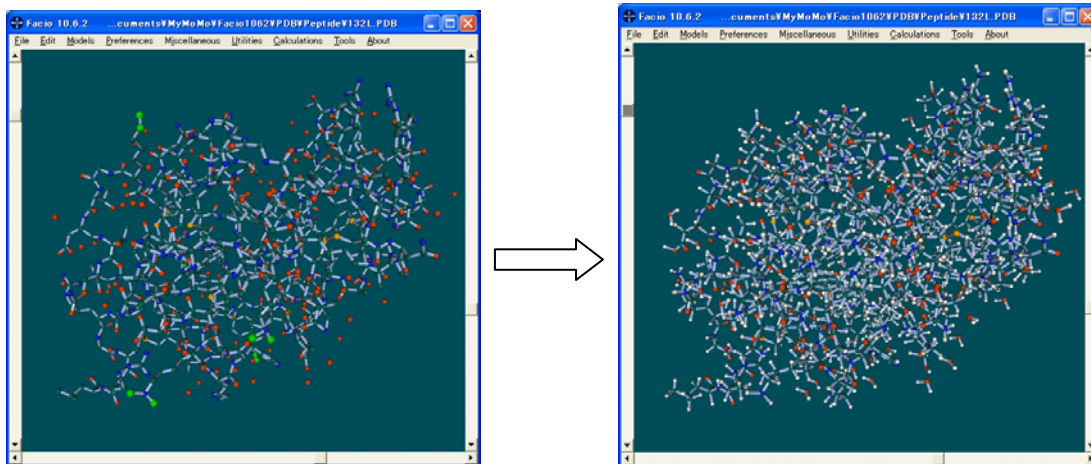 Facio 10.6.2 ...cuments¥MyMoMo¥Facio1062¥PDB¥Peptide¥132L.PDB
File Edit Models Preferences Miscellaneous Utilities Calculations Tools About
Facio 10.6.2 ...cuments¥MyMoMo¥Facio1062¥PDB¥Peptide¥132L.PDB
File Edit Models Preferences Miscellaneous Utilities Calculations Tools About